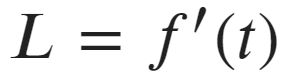 L = f′(t)